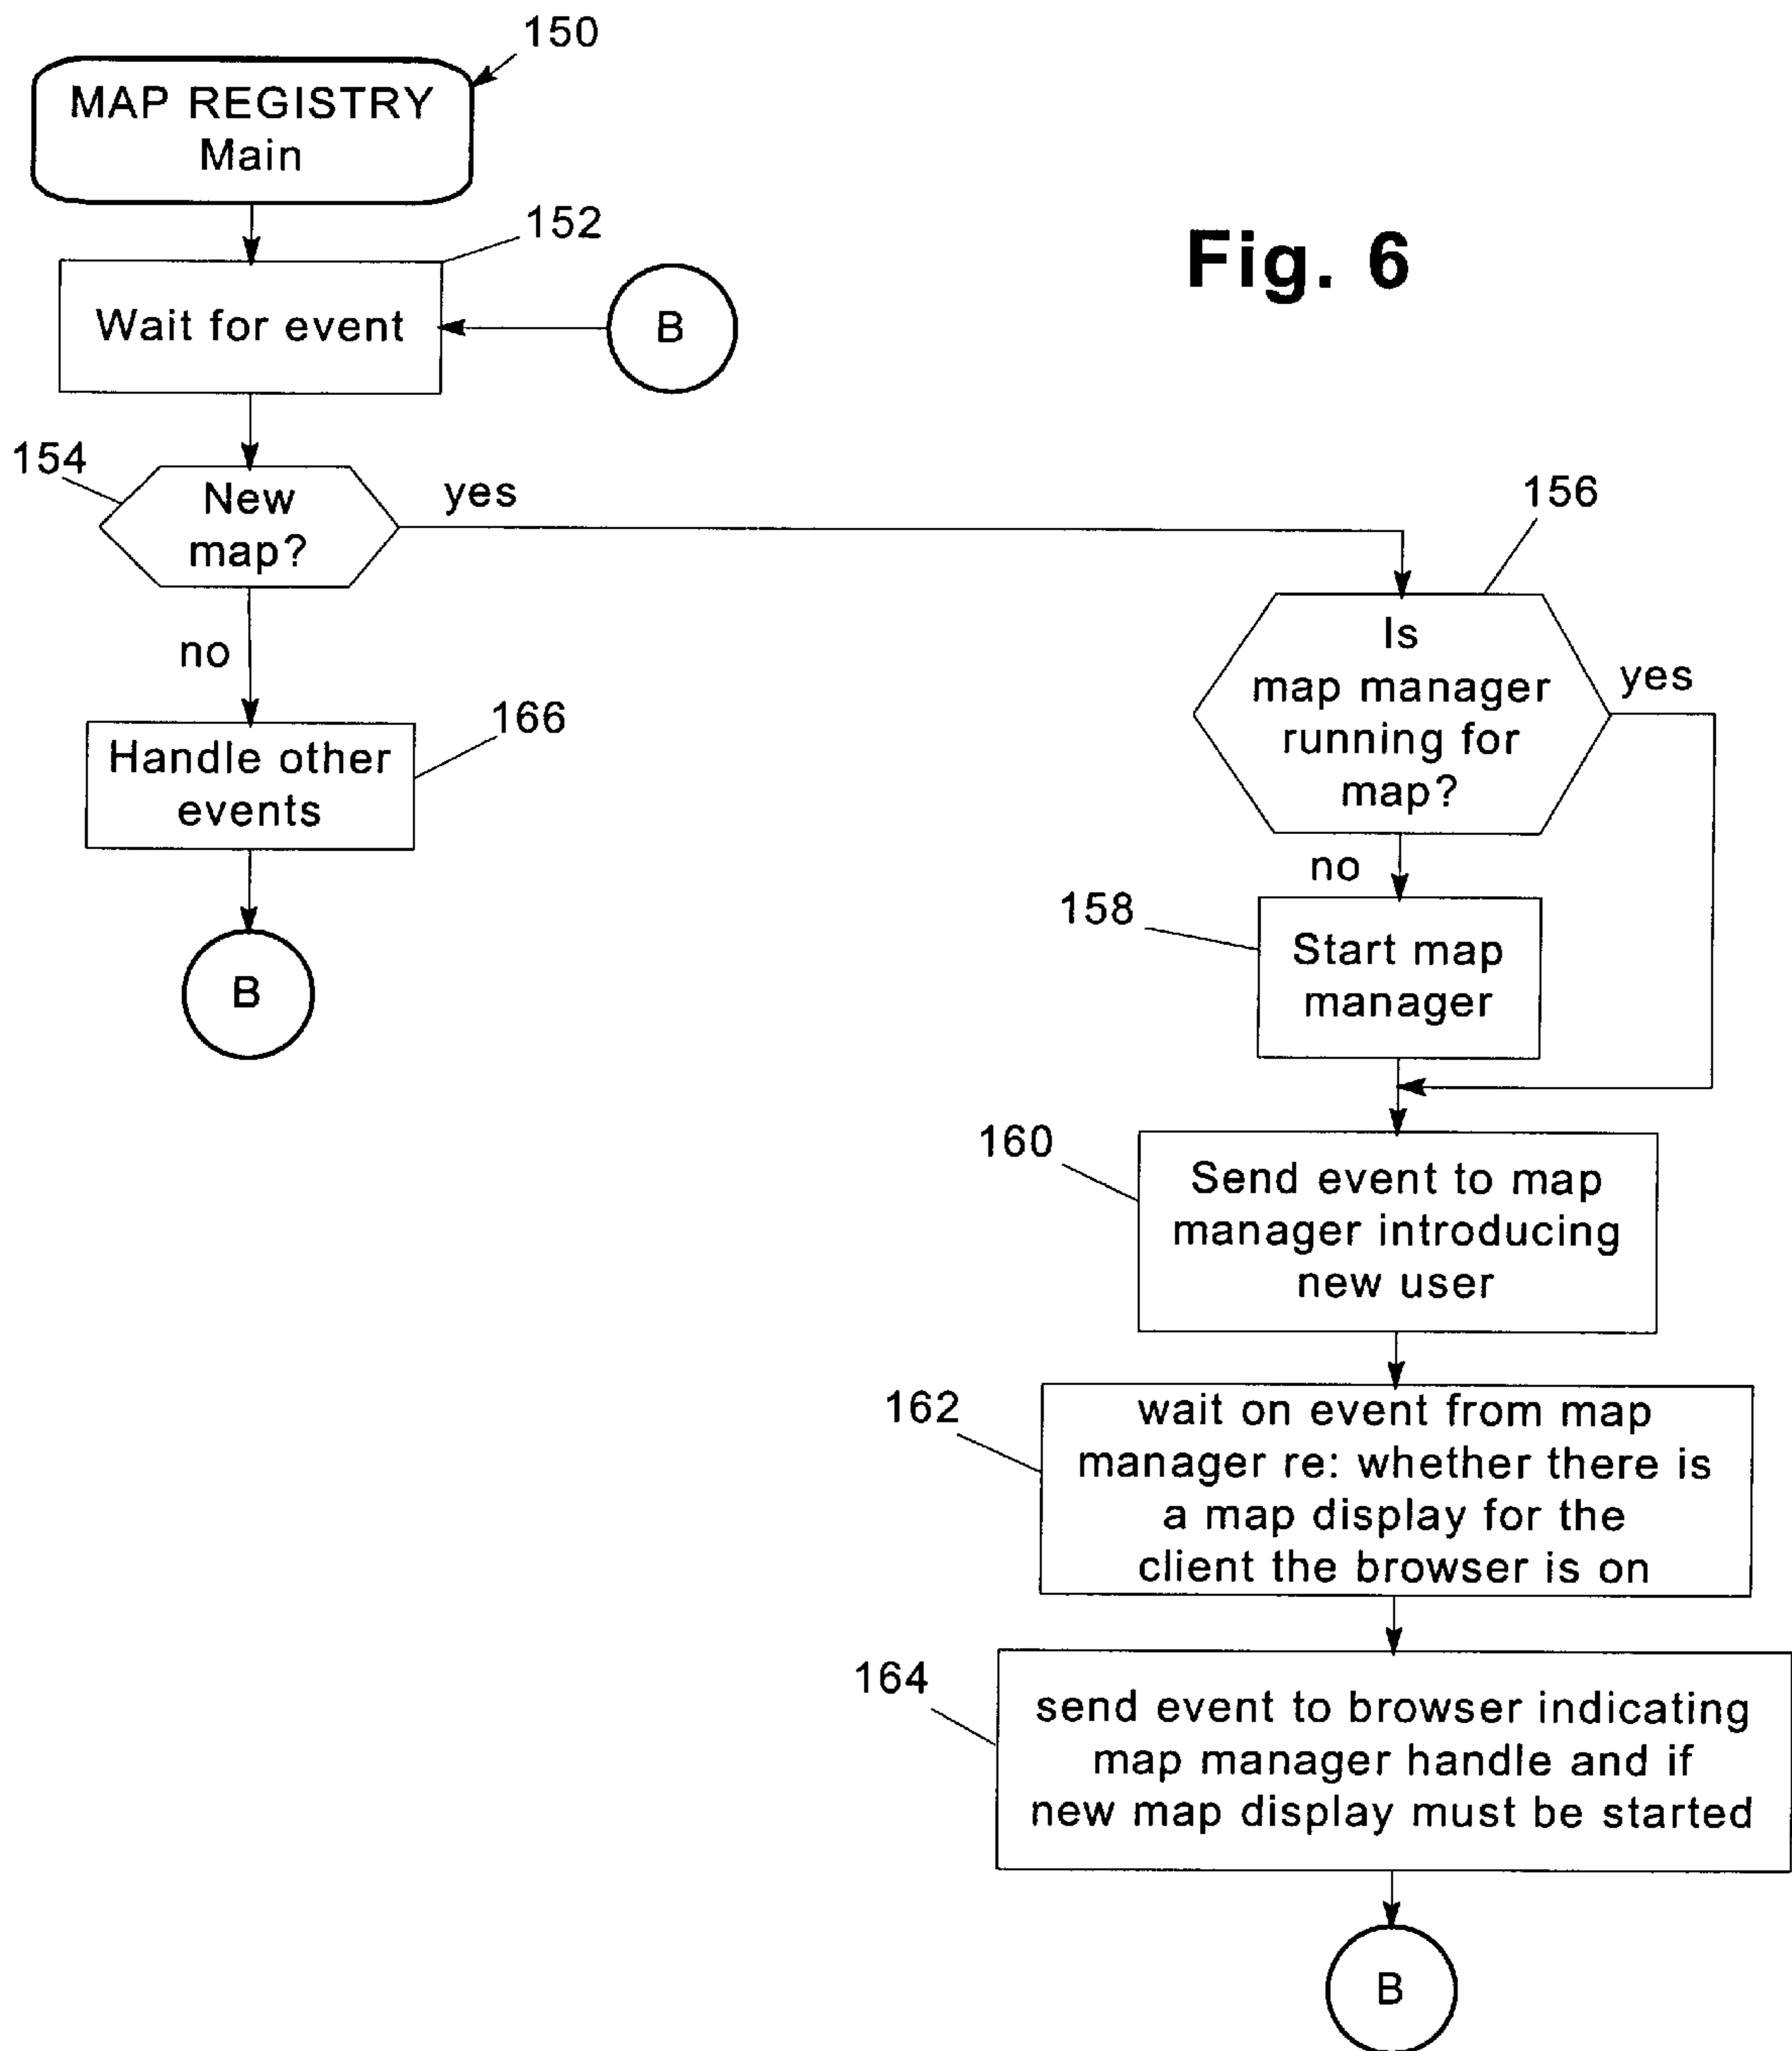 150
MAP REGISTRY
Main
152
Wait for event
B
Fig. 6
154
New
map?
yes
156
Is
map manager
running for
map?
yes
no
166
Handle other
events
B
no
158
Start map
manager
160
Send event to map
manager introducing
new user
162
wait on event from map
manager re: whether there is
a map display for the
client the browser is on
164
send event to browser indicating
map manager handle and if
new map display must be started
B